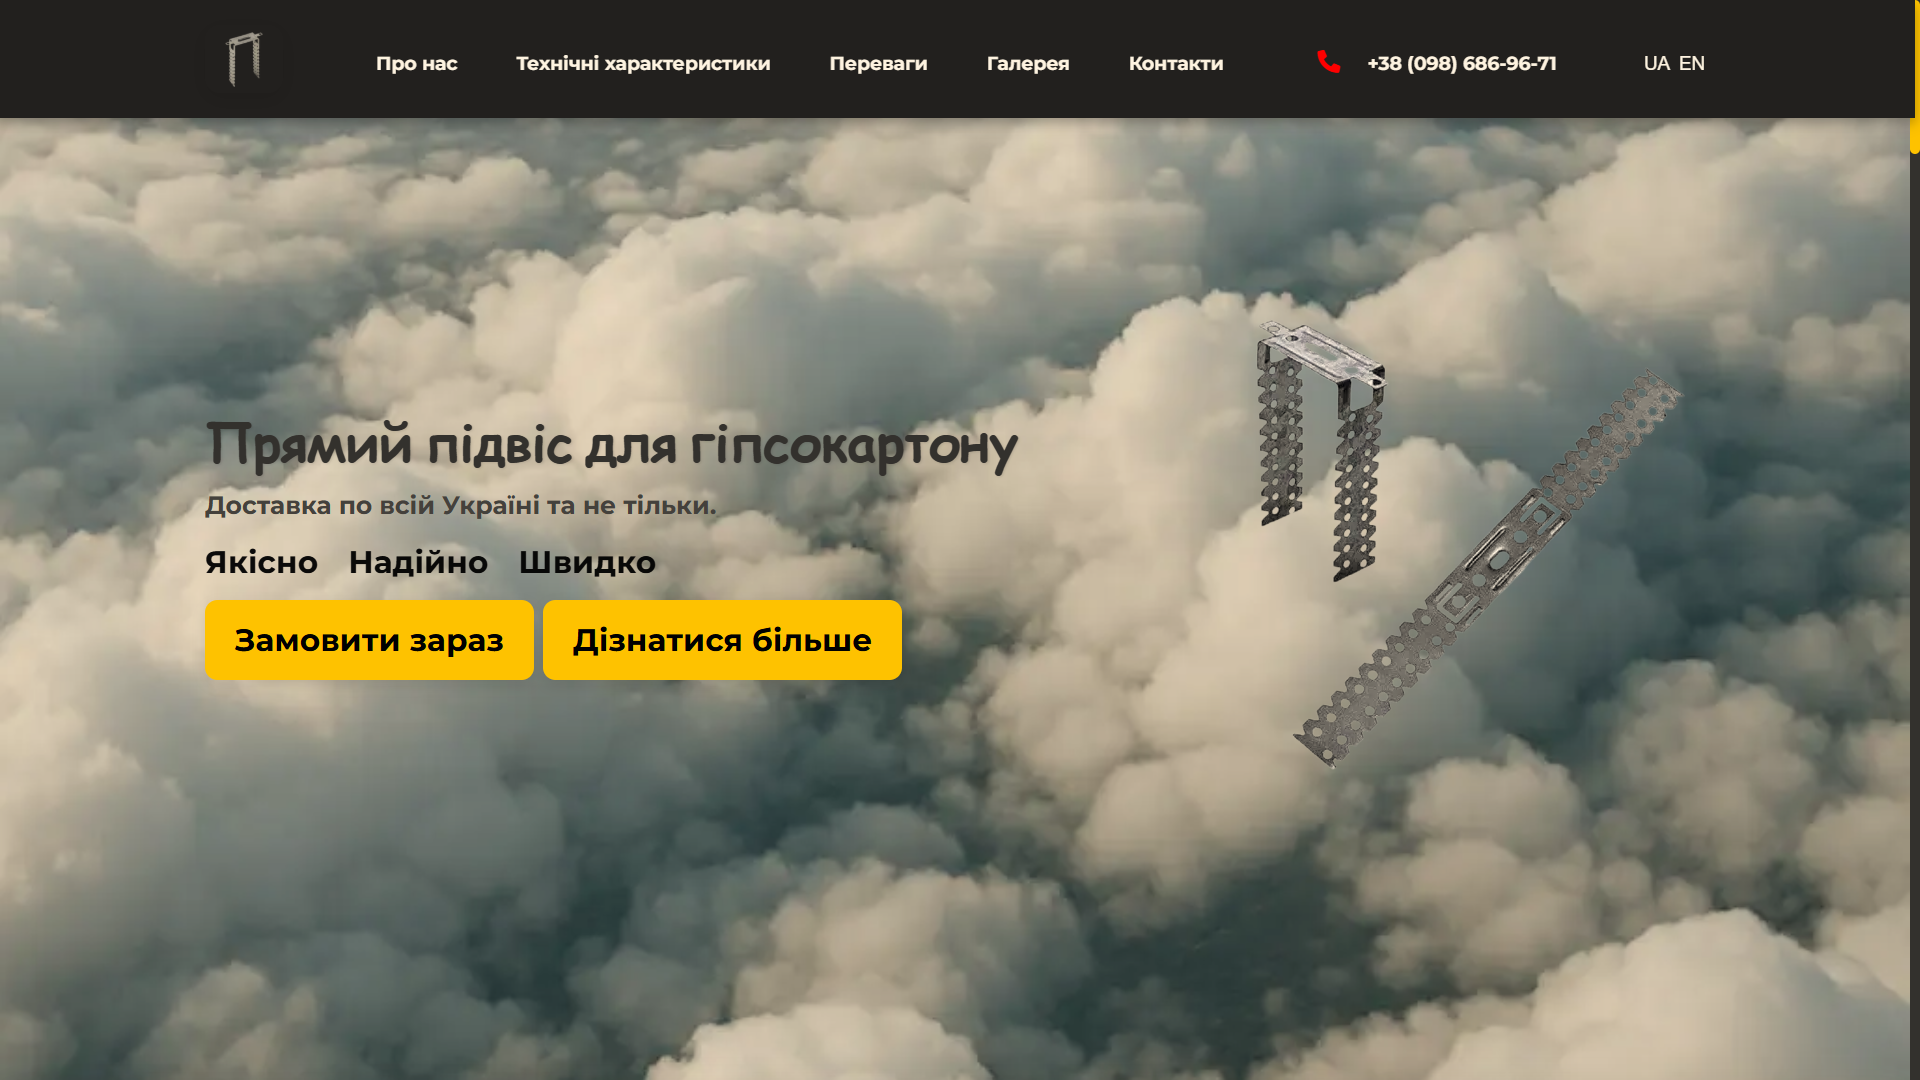 Про нас Технічні характеристики Переваги Галерея Контакти +38 (098) 686-96-71 UA EN
Прямий підвіс для гіпсокартону
Доставка по всій Україні та не тільки.
Якісно Надійно Швидко
Замовити зараз Дізнатися більше